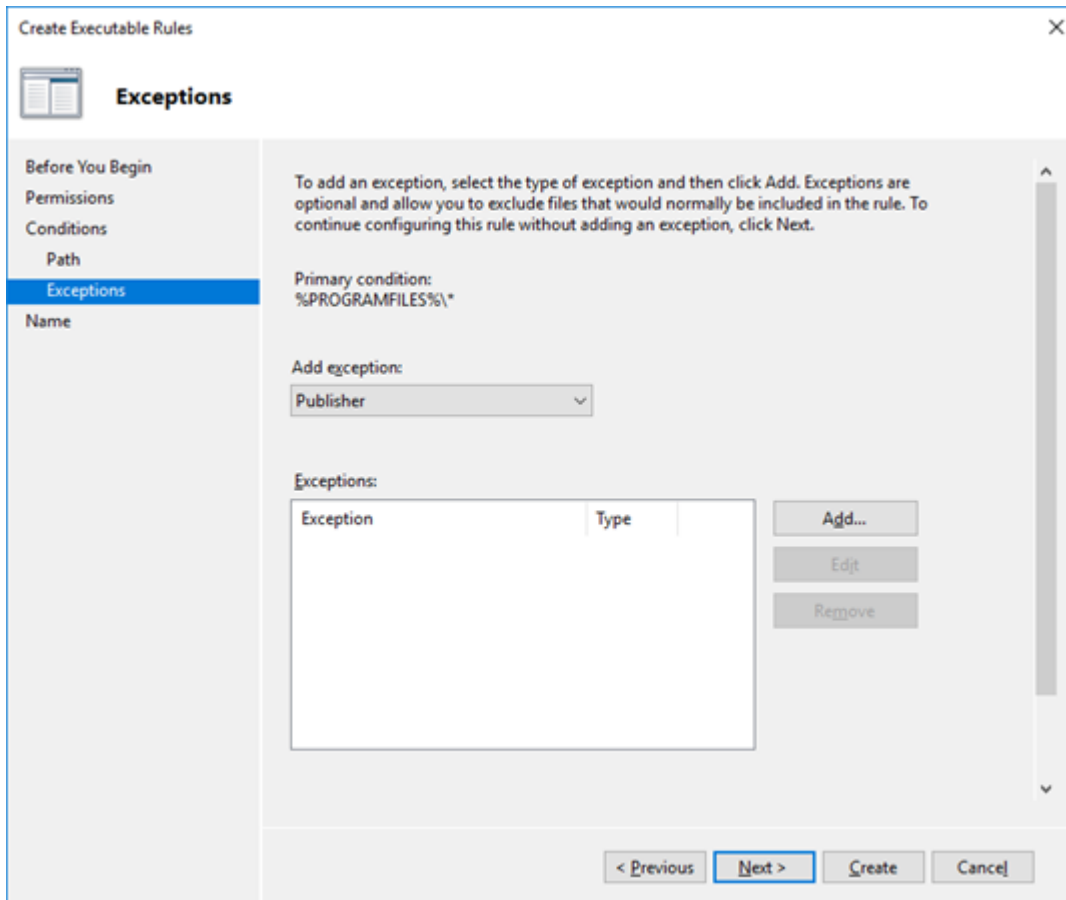 Create Executable Rules
Exceptions
Before You Begin
Permissions
Conditions
Path
Exceptions
Name
To add an exception, select the type of exception and then click Add. Exceptions are
optional and allow you to exclude files that would normally be included in the rule. To
continue configuring this rule without adding an exception, click Next.
Primary condition:
%PROGRAMFILES%\*
Add exception:
Publisher
Exceptions:
Exception Type
Add...
Edit
Remove
< Previous Next > Create Cancel